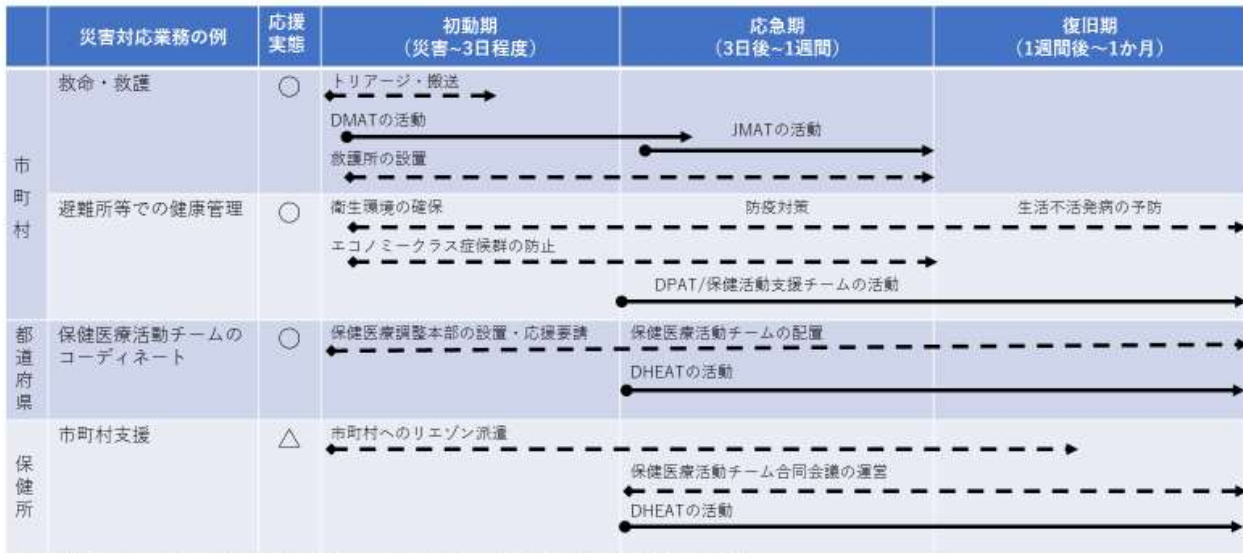 災害対応業務の例
応援
実態
初動期
（災害~3日程度）
応急期
（3日後~1週間）
復旧期
（1週間後～1か月）
市町村
救命・救護
○
トリアージ・搬送
DMATの活動
JMATの活動
救護所の設置
避難所等での健康管理
○
衛生環境の確保
防疫対策
生活不活発病の予防
エコノミークラス症候群の防止
DPAT/保健活動支援チームの活動
都道府県
保健医療活動チームの
コーディネート
○
保健医療調整本部の設置・応援要請
保健医療活動チームの配置
DHEATの活動
保健所
市町村支援
△
市町村へのリエゾン派遣
保健医療活動チーム合同会議の運営
DHEATの活動